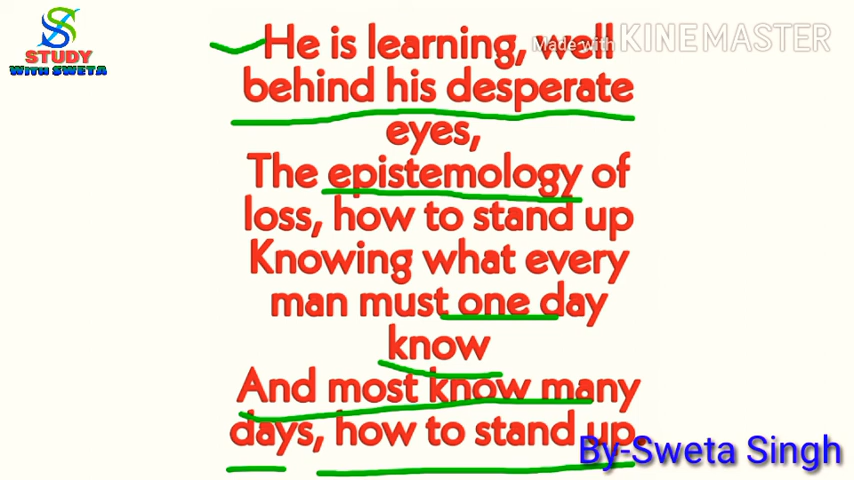 STUDY
WITH SWETA
Made with KINEMASTER
He is learning, well
behind his desperate
eyes,
The epistemology of
loss, how to stand up
Knowing what every
man must one day
know
And most know many
days, how to stand up.
By-Sweta Singh